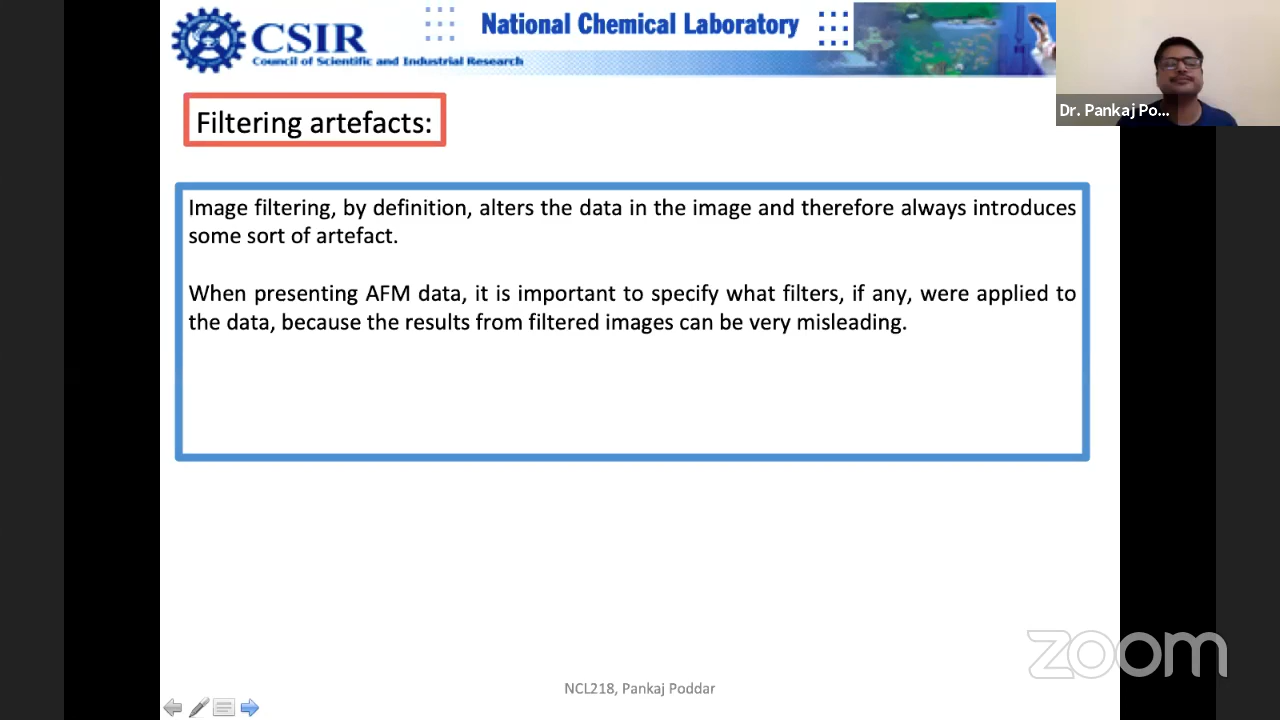 CSIR
Council of Scientific and Industrial Research
National Chemical Laboratory
Dr. Pankaj Po...
Filtering artefacts:
Image filtering, by definition, alters the data in the image and therefore always introduces
some sort of artefact.
When presenting AFM data, it is important to specify what filters, if any, were applied to
the data, because the results from filtered images can be very misleading.
zoom
NCL218, Pankaj Poddar